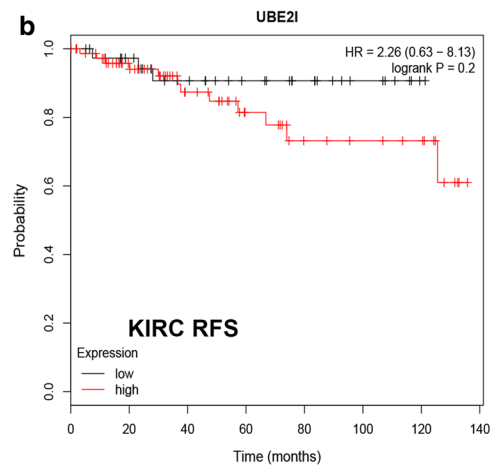 b
UBE2I
HR = 2.26 (0.63 − 8.13)
logrank P = 0.2
Probability
1.0
0.8
0.6
0.4
0.2
0.0
KIRC RFS
Expression
low
high
0 20 40 60 80 100 120 140
Time (months)